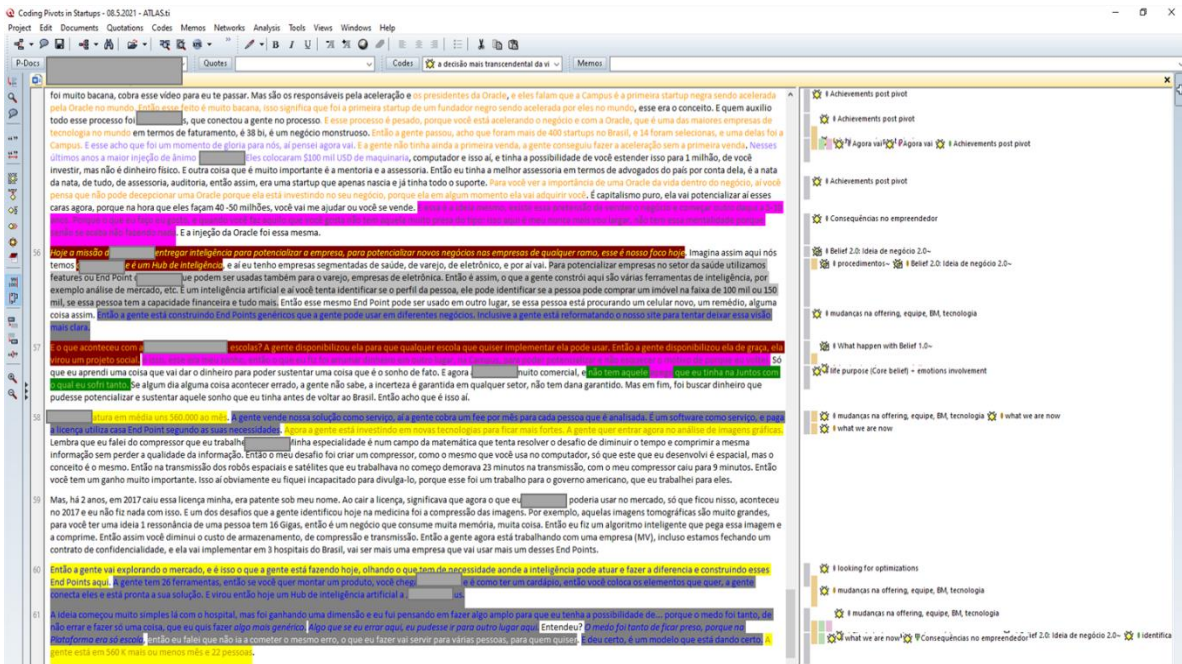 Coding Pivots in Startups - 08.5.2021 - ATLAS.ti
Project Edit Documents Quotations Codes Memos Networks Analysis Tools Views Windows Help
P-Docs Quotes Codes a decisão mais transcendental da vi Memos
foi muito bacana, cobra esse vídeo para eu te passar. Mas são os responsáveis pela aceleração e os presidentes da Oracle, e eles falam que a Campus é a primeira startup negra sendo acelerada
pela Oracle no mundo. Então esse feito é muito bacana, isso significa que foi a primeira startup de um fundador negro sendo acelerada por eles no mundo, esse era o conceito. E quem auxilio
todo esse processo foi s, que conectou a gente no processo. E esse processo é pesado, porque você está acelerando o negócio e com a Oracle, que é uma das maiores empresas de
tecnologia no mundo em termos de faturamento, é 38 bi, é um negócio monstruoso. Então a gente passou, acho que foram mais de 400 startups no Brasil, e 14 foram selecionas, e uma delas foi a
Campus. E esse acho que foi um momento de gloria para nós, aí pensei agora vai. E a gente não tinha ainda a primeira venda, a gente conseguiu fazer a aceleração sem a primeira venda. Nesses
últimos anos a maior injeção de ânimo Eles colocaram $100 mil USD de maquinaria, computador e isso aí, e tinha a possibilidade de você estender isso para 1 milhão, de você
investir, mas não é dinheiro físico. E outra coisa que é muito importante é a mentoria e a assessoria. Então eu tinha a melhor assessoria em termos de advogados do país por conta dela, é a nata
da nata, de tudo, de assessoria, auditoria, então assim, era uma startup que apenas nascia e já tinha todo o suporte. Para você ver a importância de uma Oracle da vida dentro do negócio, aí você
pensa que não pode decepcionar uma Oracle porque ela está investindo no seu negócio, porque ela em algum momento ela vai adquirir você. É capitalismo puro, ela vai potencializar aí esses
caras agora, porque na hora que eles façam 40 -50 milhões, você vai me ajudar ou você se vende.
E a injeção da Oracle foi essa mesma.
56 Hoje a missão d entregar inteligência para potencializar a empresa, para potencializar novos negócios nas empresas de qualquer ramo, esse é nosso foco hoje. Imagina assim aqui nós
temos e é um Hub de inteligência, e aí eu tenho empresas segmentadas de saúde, de varejo, de eletrônico, e por aí vai. Para potencializar empresas no setor da saúde utilizamos
features ou End Point que podem ser usadas também para o varejo, empresas de eletrônica. Então é assim, o que a gente constrói aqui são várias ferramentas de inteligência, por
exemplo análise de mercado, etc. É um inteligência artificial e aí você tenta identificar se o perfil da pessoa, ele pode identificar se a pessoa pode comprar um imóvel na faixa de 100 mil ou 150
mil, se essa pessoa tem a capacidade financeira e tudo mais. Então esse mesmo End Point pode ser usado em outro lugar, se essa pessoa está procurando um celular novo, um remédio, alguma
coisa assim. Então a gente está construindo End Points genéricos que a gente pode usar em diferentes negócios. Inclusive a gente está reformatando o nosso site para tentar deixar essa visão
mais clara.
57 E o que aconteceu com a escolas? A gente disponibilizou ela para que qualquer escola que quiser implementar ela pode usar. Então a gente disponibilizou ela de graça, ela
virou um projeto social. Só
que eu aprendi uma coisa que vai dar o dinheiro para poder sustentar uma coisa que é o sonho de fato. E agora muito comercial, e não tem aquele que eu tinha na Juntos com
o qual eu sofri tanto. Se algum dia alguma coisa acontecer errado, a gente não sabe, a incerteza é garantida em qualquer setor, não tem dana garantido. Mas em fim, foi buscar dinheiro que
pudesse potencializar e sustentar aquele sonho que eu tinha antes de voltar ao Brasil. Então acho que é isso aí.
58 atura em média uns 560.000 ao mês. A gente vende nossa solução como serviço, aí a gente cobra um fee por mês para cada pessoa que é analisada. É um software como serviço, e paga
a licença utiliza casa End Point segundo as suas necessidades. Agora a gente está investindo em novas tecnologias para ficar mais fortes. A gente quer entrar agora no análise de imagens gráficas.
Lembra que eu falei do compressor que eu trabalhe Minha especialidade é num campo da matemática que tenta resolver o desafio de diminuir o tempo e comprimir a mesma
informação sem perder a qualidade da informação. Então o meu desafio foi criar um compressor, como o mesmo que você usa no computador, só que este que eu desenvolvi é espacial, mas o
conceito é o mesmo. Então na transmissão dos robôs espaciais e satélites que eu trabalhava no começo demorava 23 minutos na transmissão, com o meu compressor caiu para 9 minutos. Então
você tem um ganho muito importante. Isso aí obviamente eu fiquei incapacitado para divulga-lo, porque esse foi um trabalho para o governo americano, que eu trabalhei para eles.
59 Mas, há 2 anos, em 2017 caiu essa licença minha, era patente sob meu nome. Ao cair a licença, significava que agora o que eu poderia usar no mercado, só que ficou nisso, aconteceu
no 2017 e eu não fiz nada com isso. E um dos desafios que a gente identificou hoje na medicina foi a compressão das imagens. Por exemplo, aquelas imagens tomográficas são muito grandes,
para você ter uma ideia 1 ressonância de uma pessoa tem 16 Gigas, então é um negócio que consume muita memória, muita coisa. Então eu fiz um algoritmo inteligente que pega essa imagem e
a comprime. Então assim você diminui o custo de armazenamento, de compressão e transmissão. Então a gente agora está trabalhando com uma empresa (MV), incluso estamos fechando um
contrato de confidencialidade, e ela vai implementar em 3 hospitais do Brasil, vai ser mais uma empresa que vai usar mais um desses End Points.
60 Então a gente vai explorando o mercado, e é isso o que a gente está fazendo hoje, olhando o que tem de necessidade aonde a inteligência pode atuar e fazer a diferencia e construindo esses
End Points aqui. A gente tem 26 ferramentas, então se você quer montar um produto, você cheg e é como ter um cardápio, então você coloca os elementos que quer, a gente
conecta eles e está pronta a sua solução. E virou então hoje um Hub de inteligência artificial a us.
61 A ideia começou muito simples lá com o hospital, mas foi ganhando uma dimensão e eu fui pensando em fazer algo amplo para que eu tenha a possibilidade de... porque o medo foi tanto, de
não errar e fazer só uma coisa, que eu quis fazer algo mais genérico. Algo que se eu errar aqui, eu pudesse ir para outro lugar aqui. Entendeu? O medo foi tanto de ficar preso, porque na
Plataforma era só escola, então eu falei que não ia a cometer o mesmo erro, o que eu fazer vai servir para várias pessoas, para quem quiser. E deu certo, é um modelo que está dando certo. A
gente está em 560 K mais ou menos mês e 22 pessoas.
Achievements post pivot
Achievements post pivot
Agora vai Agora vai Achievements post pivot
Achievements post pivot
Consequências no empreendedor
Belief 2.0: Ideia de negócio 2.0~
procedimentos~ Belief 2.0: Ideia de negócio 2.0~
mudanças na offering, equipe, BM, tecnologia
What happen with Belief 1.0~
life purpose (Core belief) ~ emotions involvement
mudanças na offering, equipe, BM, tecnologia what we are now
what we are now
looking for optimizations
mudanças na offering, equipe, BM, tecnologia
mudanças na offering, equipe, BM, tecnologia
what we are now Consequências no empreendedor ief 2.0: Ideia de negócio 2.0~ identifica